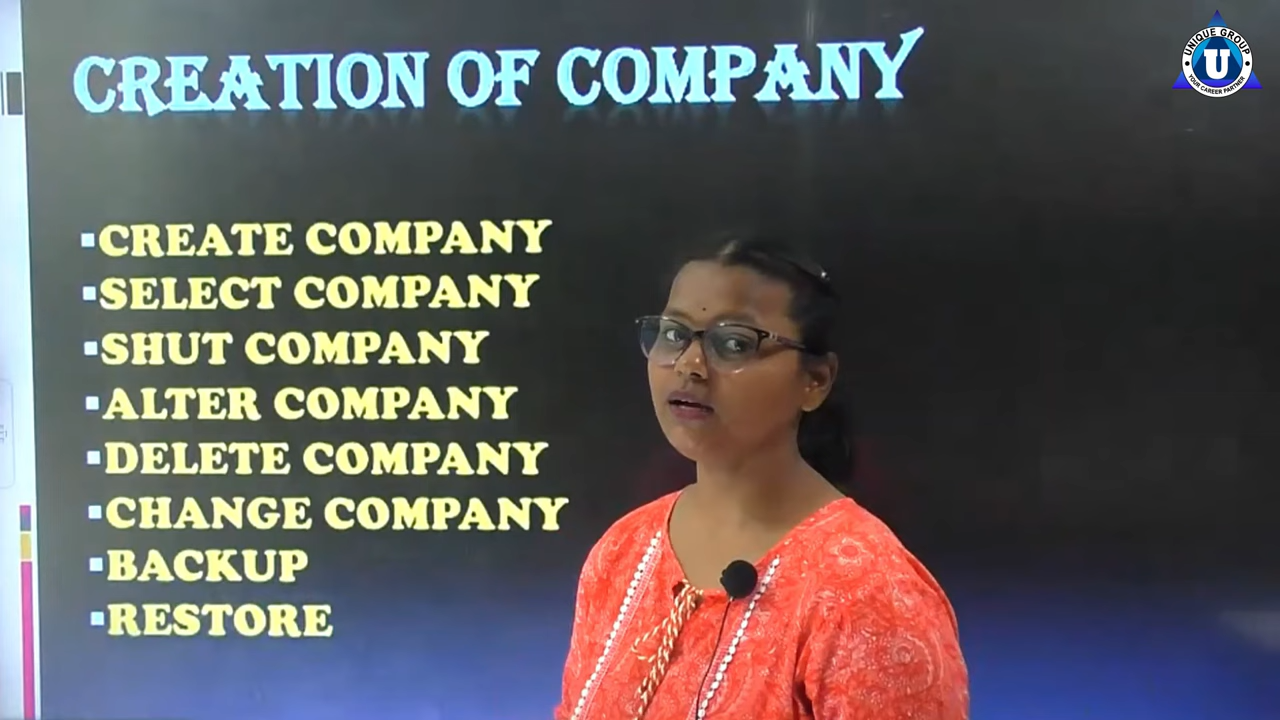 CREATION OF COMPANY
UNIQUE GROUP
U
YOUR CAREER PARTNER
▪CREATE COMPANY
▪SELECT COMPANY
▪SHUT COMPANY
▪ALTER COMPANY
▪DELETE COMPANY
▪CHANGE COMPANY
▪BACKUP
▪RESTORE